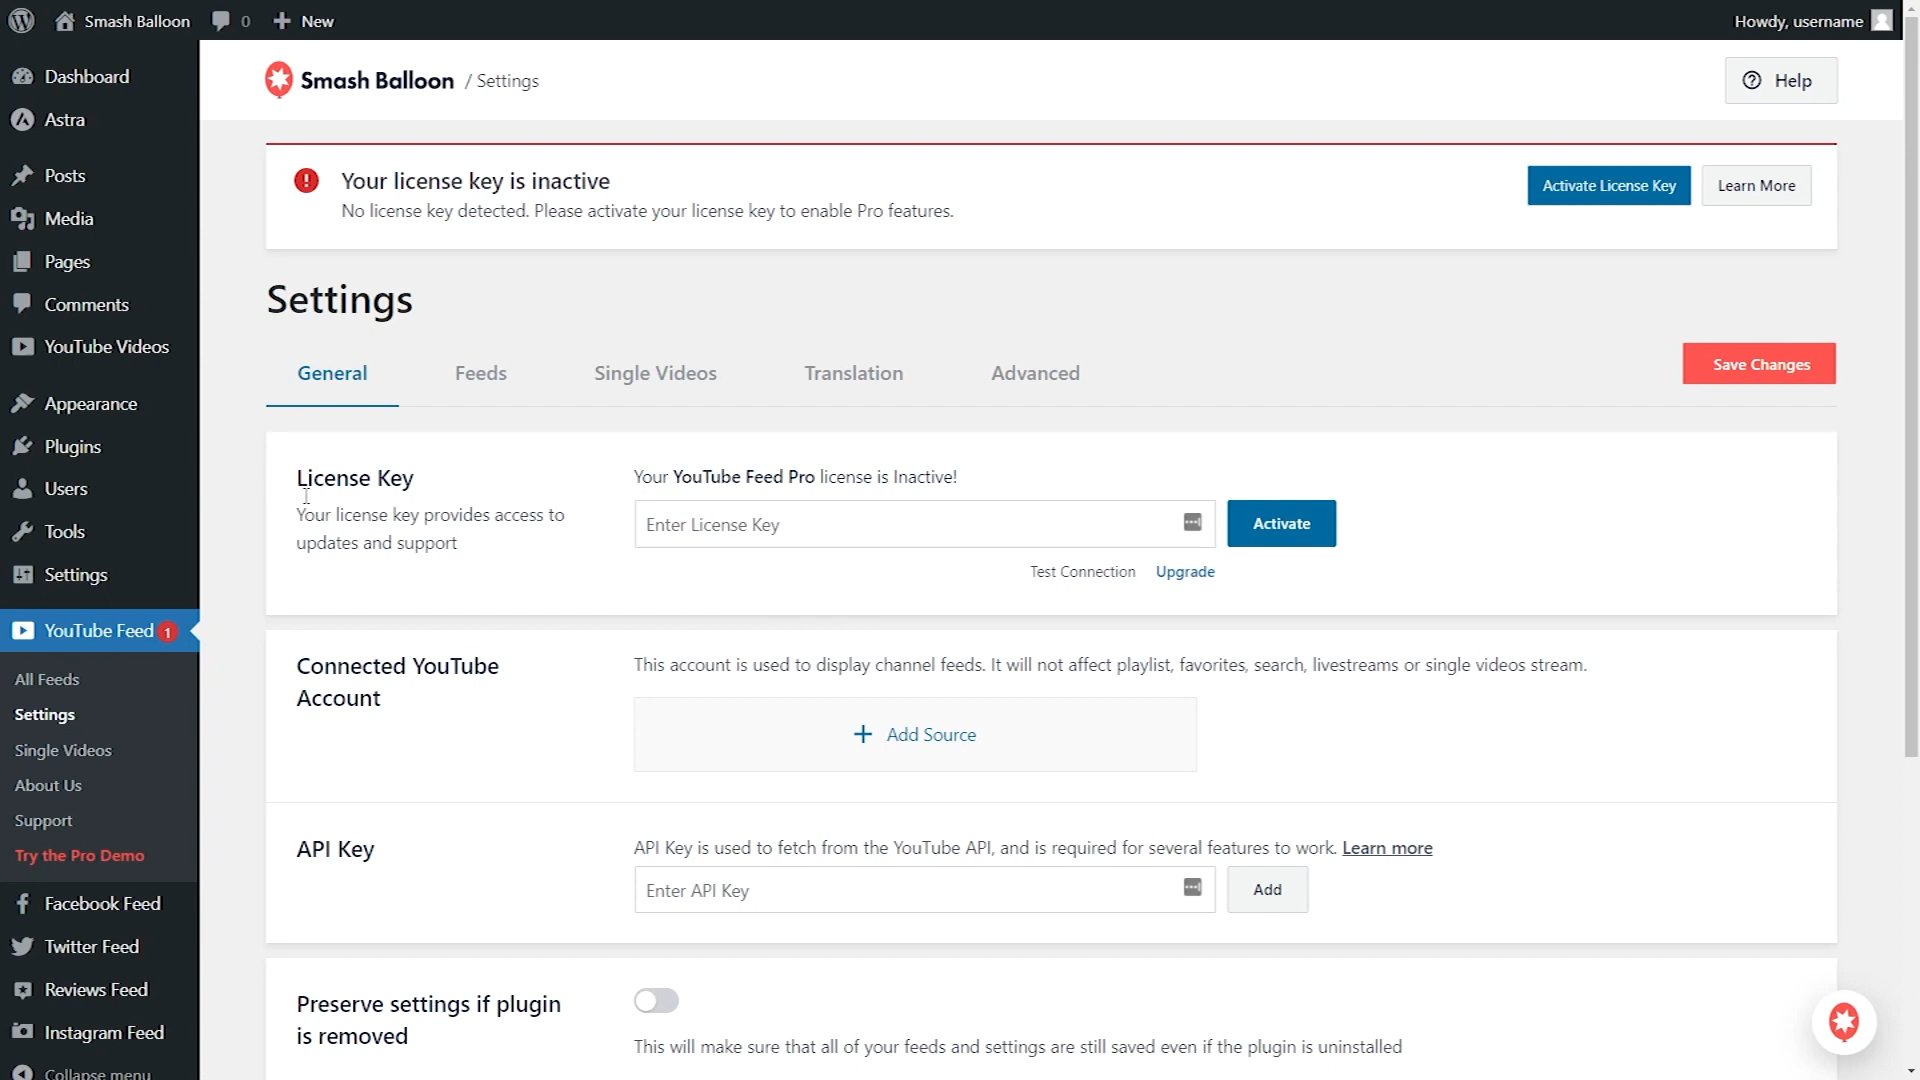 Smash Balloon
0
New
Howdy, username
Dashboard
Astra
Posts
Media
Pages
Comments
YouTube Videos
Appearance
Plugins
Users
Tools
Settings
YouTube Feed 1
All Feeds
Settings
Single Videos
About Us
Support
Try the Pro Demo
Facebook Feed
Twitter Feed
Reviews Feed
Instagram Feed
Collapse menu
Smash Balloon / Settings
Help
Your license key is inactive
No license key detected. Please activate your license key to enable Pro features.
Activate License Key
Learn More
Settings
General
Feeds
Single Videos
Translation
Advanced
Save Changes
License Key
Your license key provides access to
updates and support
Your YouTube Feed Pro license is Inactive!
Enter License Key
Activate
Test Connection
Upgrade
Connected YouTube
Account
This account is used to display channel feeds. It will not affect playlist, favorites, search, livestreams or single videos stream.
Add Source
API Key
API Key is used to fetch from the YouTube API, and is required for several features to work. Learn more
Enter API Key
Add
Preserve settings if plugin
is removed
This will make sure that all of your feeds and settings are still saved even if the plugin is uninstalled